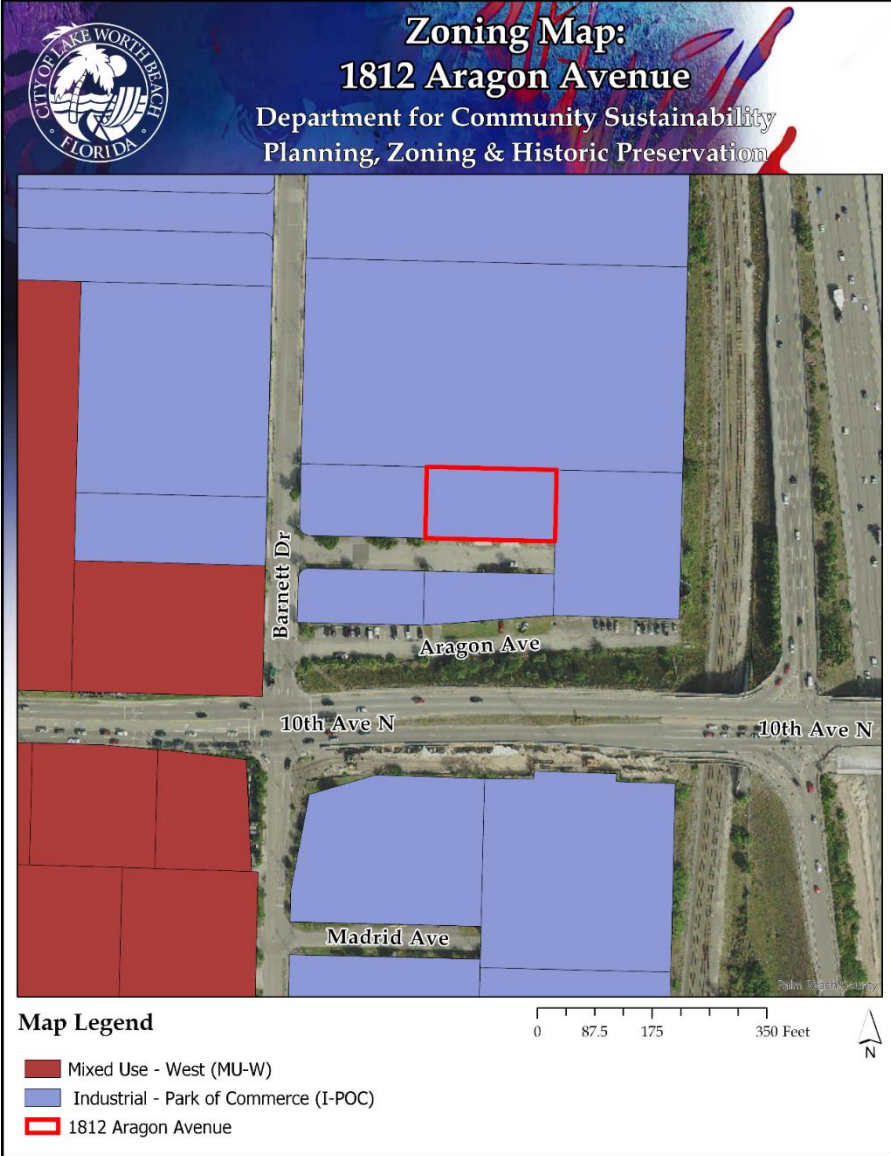 CITY OF LAKE WORTH BEACH
FLORIDA
Zoning Map:
1812 Aragon Avenue
Department for Community Sustainability
Planning, Zoning & Historic Preservation
Barnett Dr
Aragon Ave
10th Ave N
10th Ave N
Madrid Ave
Palm Beach County
Map Legend
0 87.5 175 350 Feet
N
Mixed Use - West (MU-W)
Industrial - Park of Commerce (I-POC)
1812 Aragon Avenue